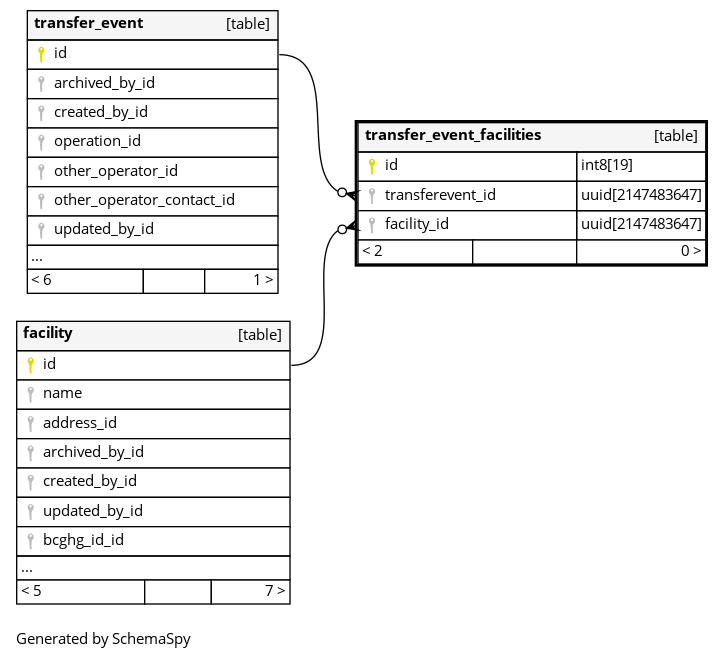 transfer_event [table]
id
archived_by_id
created_by_id
operation_id
other_operator_id
other_operator_contact_id
updated_by_id
...
< 6 1 >
transfer_event_facilities [table]
id int8[19]
transferevent_id uuid[2147483647]
facility_id uuid[2147483647]
< 2 0 >
facility [table]
id
name
address_id
archived_by_id
created_by_id
updated_by_id
bcghg_id_id
...
< 5 7 >
Generated by SchemaSpy